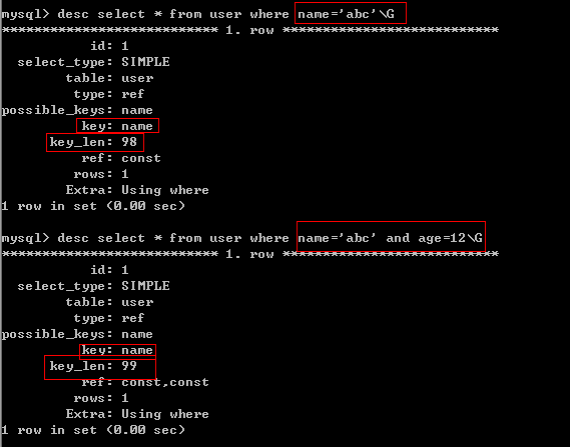 mysql> desc select * from user where name='abc'\G
*************************** 1. row ***************************
id: 1
select_type: SIMPLE
table: user
type: ref
possible_keys: name
key: name
key_len: 98
ref: const
rows: 1
Extra: Using where
1 row in set (0.00 sec)
mysql> desc select * from user where name='abc' and age=12\G
*************************** 1. row ***************************
id: 1
select_type: SIMPLE
table: user
type: ref
possible_keys: name
key: name
key_len: 99
ref: const,const
rows: 1
Extra: Using where
1 row in set (0.00 sec)